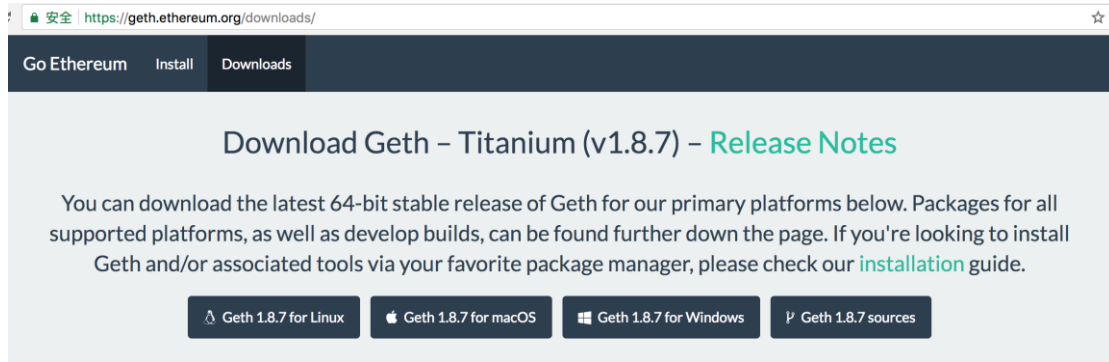 安全 https://geth.ethereum.org/downloads/
Go Ethereum Install Downloads
Download Geth – Titanium (v1.8.7) – Release Notes
You can download the latest 64-bit stable release of Geth for our primary platforms below. Packages for all
supported platforms, as well as develop builds, can be found further down the page. If you're looking to install
Geth and/or associated tools via your favorite package manager, please check our installation guide.
Geth 1.8.7 for Linux Geth 1.8.7 for macOS Geth 1.8.7 for Windows Geth 1.8.7 sources